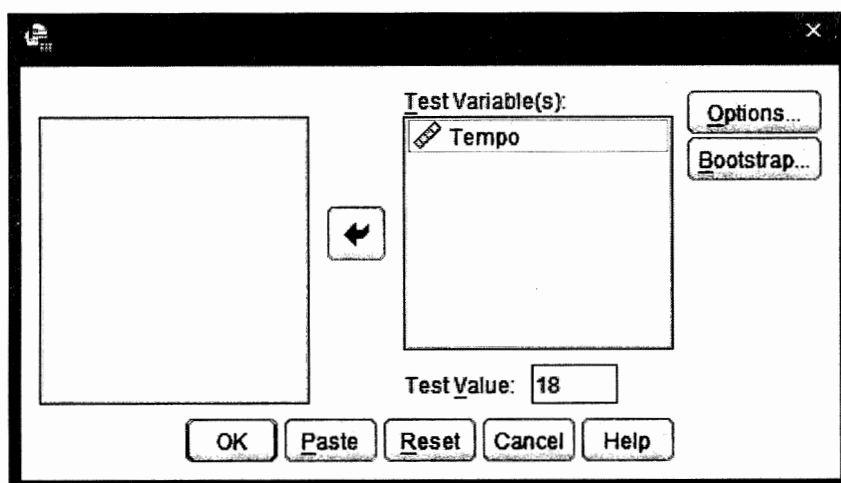 Test Variable(s):
Tempo
Options...
Bootstrap...
Test Value: 18
OK Paste Reset Cancel Help